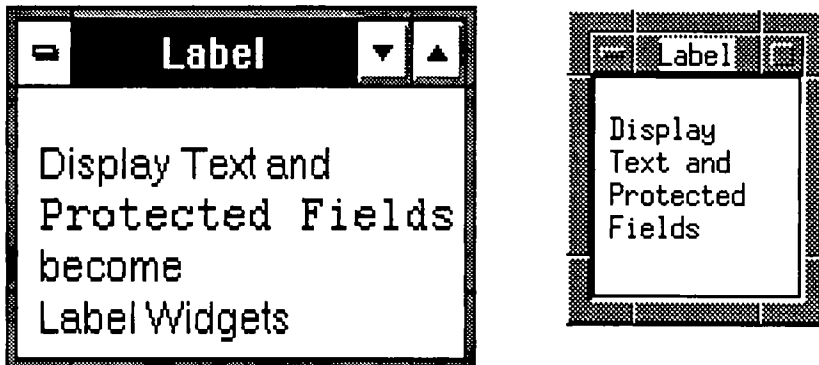 Label
Display Text and
Protected Fields
become
Label Widgets
Label
Display
Text and
Protected
Fields